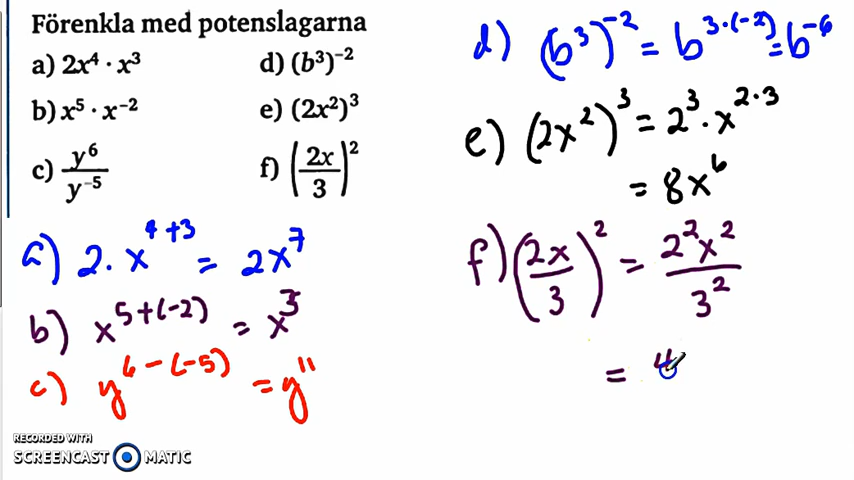 Förenkla med potenslagarna
a) 2x⁴ · x³
d) (b³)⁻²
b) x⁵ · x⁻²
e) (2x²)³
c) y⁶/y⁻⁵
f) (2x/3)²
a) 2 · x⁴⁺³ = 2x⁷
b) x⁵⁺⁽⁻²⁾ = x³
c) y⁶⁻⁽⁻⁵⁾ = y¹¹
d) (b³)⁻² = b³·⁽⁻²⁾ = b⁻⁶
e) (2x²)³ = 2³ · x²·³
= 8x⁶
f) (2x/3)² = 2²x²/3²
= 4
RECORDED WITH
SCREENCAST MATIC